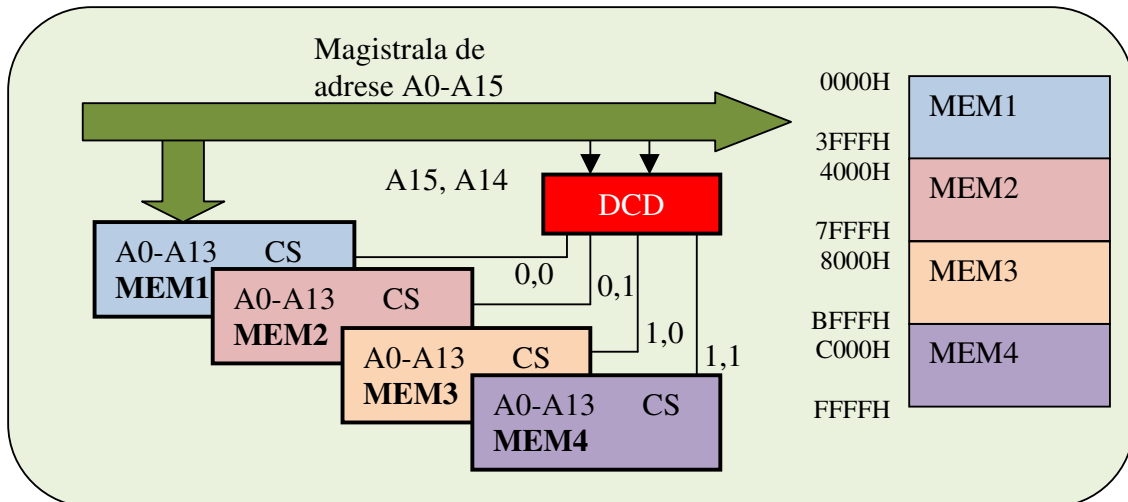 Magistrala de
adrese A0-A15
A15, A14
DCD
A0-A13 CS
MEM1
0,0
A0-A13 CS
MEM2
0,1
A0-A13 CS
MEM3
1,0
A0-A13 CS
MEM4
1,1
0000H
MEM1
3FFFH
4000H
MEM2
7FFFH
8000H
MEM3
BFFFH
C000H
MEM4
FFFFH